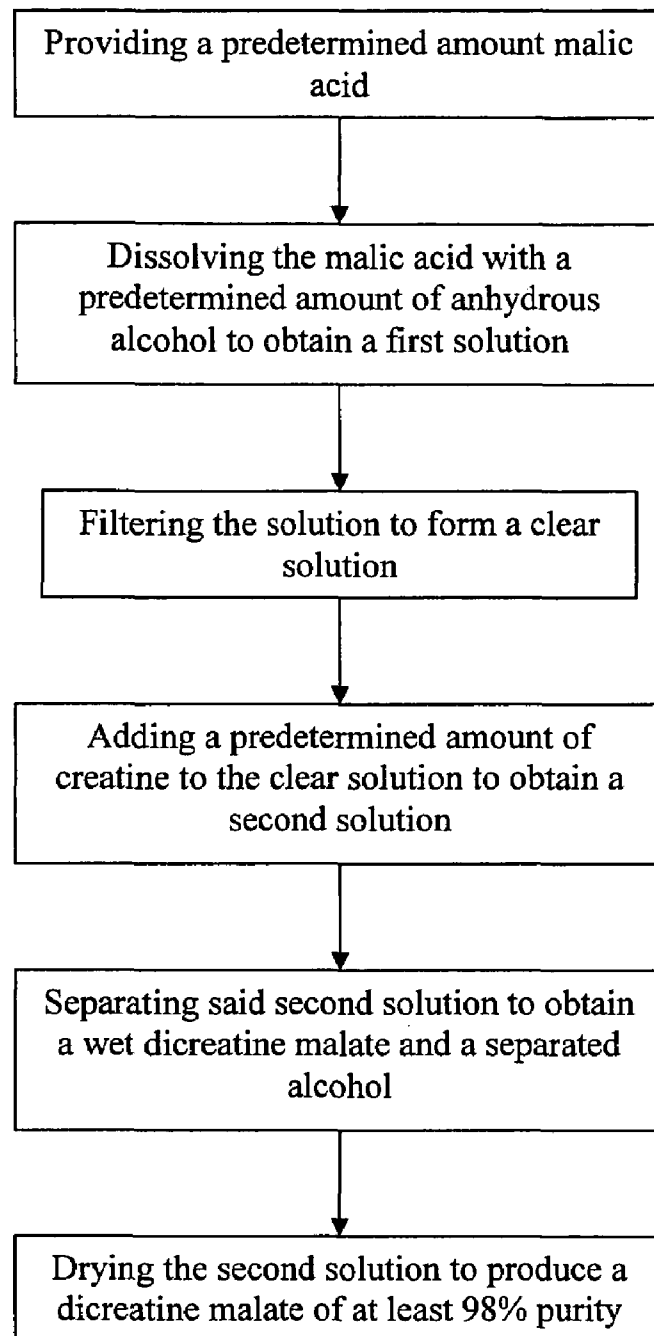 Providing a predetermined amount malic
acid
Dissolving the malic acid with a
predetermined amount of anhydrous
alcohol to obtain a first solution
Filtering the solution to form a clear
solution
Adding a predetermined amount of
creatine to the clear solution to obtain a
second solution
Separating said second solution to obtain
a wet dicreatine malate and a separated
alcohol
Drying the second solution to produce a
dicreatine malate of at least 98% purity